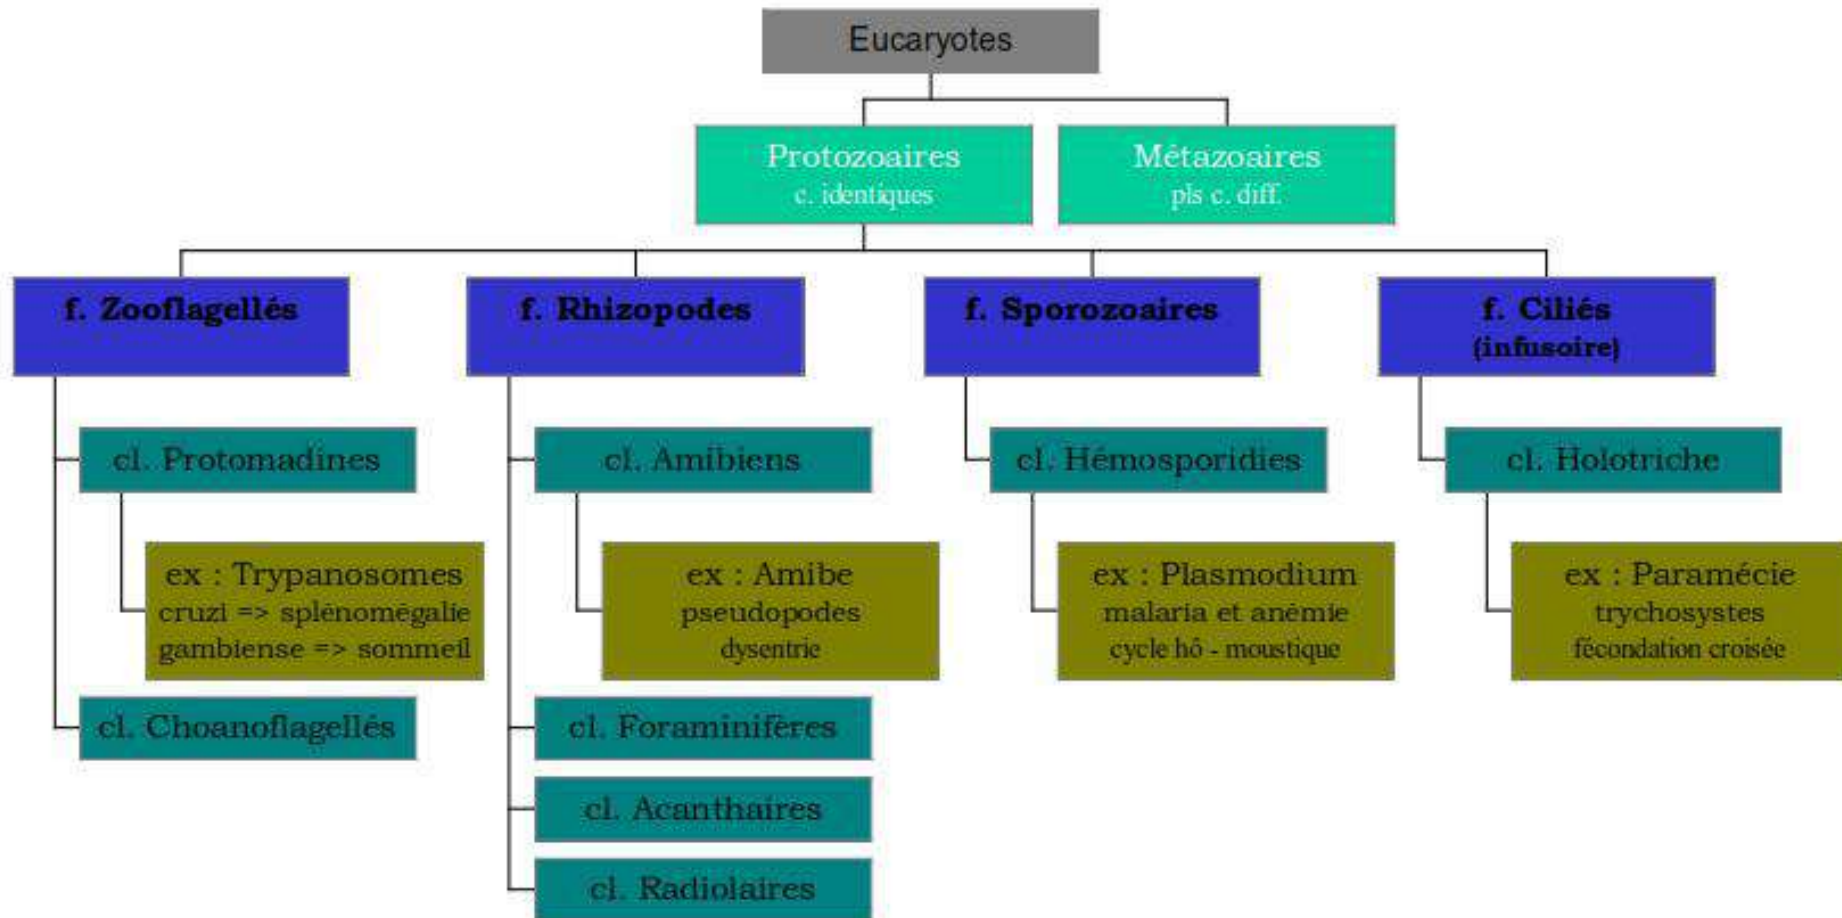 Eucaryotes
Protozoaires
c. identiques
Métazoaires
pls c. diff.
f. Zooflagellés
f. Rhizopodes
f. Sporozoaires
f. Ciliés
(infusoire)
cl. Protomadines
cl. Amibiens
cl. Hémosporidies
cl. Holotriche
ex : Trypanosomes
cruzi => splénomégalie
gambiense => sommeil
ex : Amibe
pseudopodes
dysentrie
ex : Plasmodium
malaria et anémie
cycle hô - moustique
ex : Paramécie
trychosystes
fécondation croisée
cl. Choanoflagellés
cl. Foraminifères
cl. Acanthaires
cl. Radiolaires